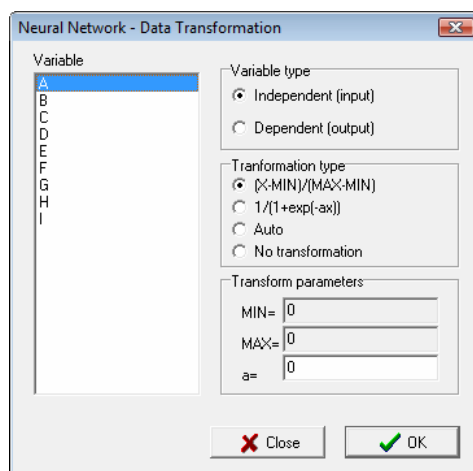 Neural Network - Data Transformation
Variable
A
B
C
D
E
F
G
H
I
Variable type
Independent (input)
Dependent (output)
Tranformation type
(X-MIN)/(MAX-MIN)
1/(1+exp(-ax))
Auto
No transformation
Transform parameters
MIN= 0
MAX= 0
a= 0
Close
OK